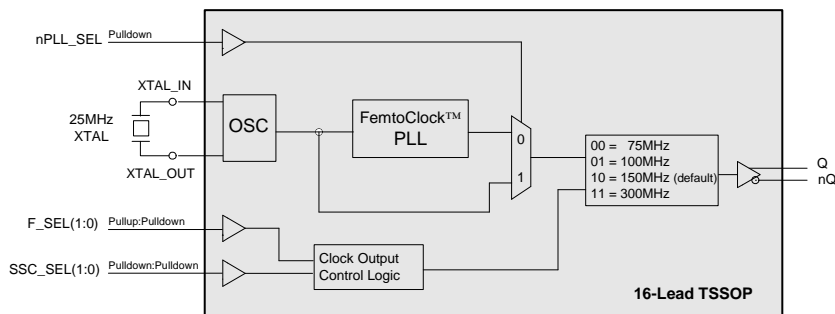 nPLL_SEL Pulldown
XTAL_IN
25MHz
XTAL
XTAL_OUT
OSC
FemtoClock™
PLL
0
1
00 = 75MHz
01 = 100MHz
10 = 150MHz (default)
11 = 300MHz
Q
nQ
F_SEL(1:0) Pullup:Pulldown
SSC_SEL(1:0) Pulldown:Pulldown
Clock Output
Control Logic
16-Lead TSSOP